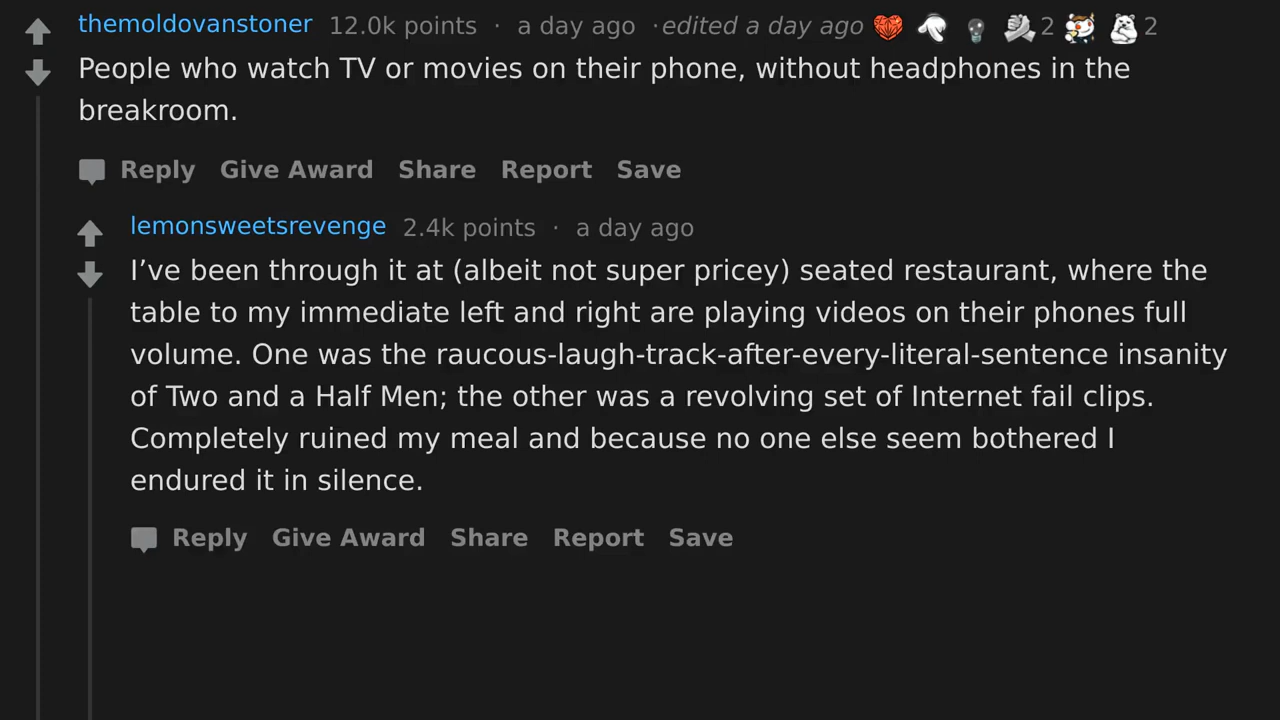 themoldovanstoner 12.0k points · a day ago · edited a day ago 2 2
People who watch TV or movies on their phone, without headphones in the
breakroom.
Reply Give Award Share Report Save
lemonsweetsrevenge 2.4k points · a day ago
I’ve been through it at (albeit not super pricey) seated restaurant, where the
table to my immediate left and right are playing videos on their phones full
volume. One was the raucous-laugh-track-after-every-literal-sentence insanity
of Two and a Half Men; the other was a revolving set of Internet fail clips.
Completely ruined my meal and because no one else seem bothered I
endured it in silence.
Reply Give Award Share Report Save